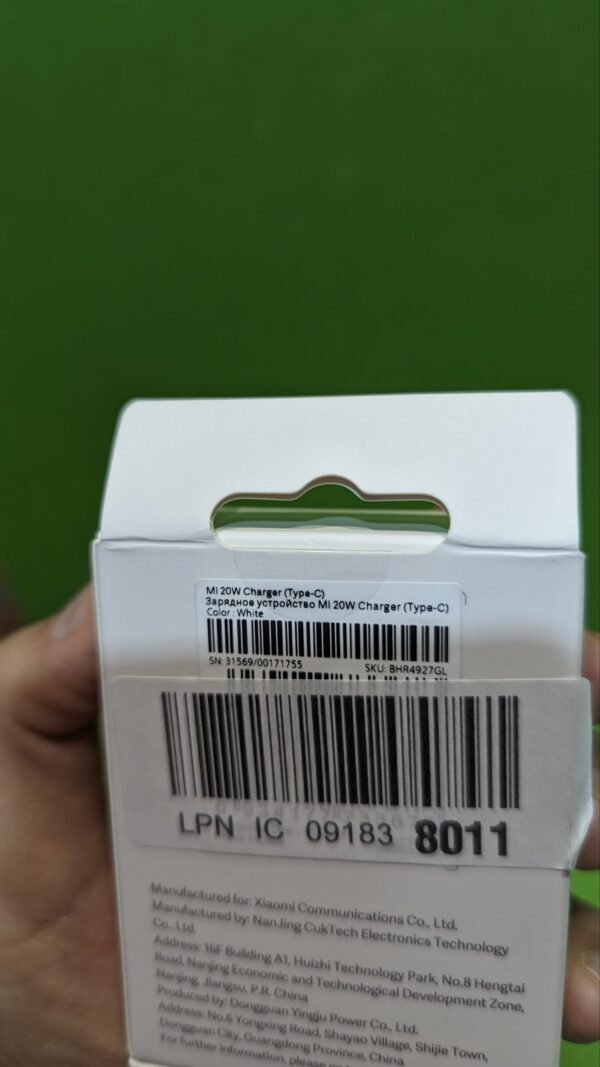 Mi 20W Charger (Type-C)
Зарядное устройство Mi 20W Charger (Type-C)
Color : White
SN: 31569/00171755 SKU: BHR4927GL
LPN IC 09183 8011
Manufactured for: Xiaomi Communications Co., Ltd.
Manufactured by: NanJing CukTech Electronics Technology
Co., Ltd.
Address: 16F Building A1, Huizhi Technology Park, No.8 Hengtai
Road, Nanjing Economic and Technological Development Zone,
Nanjing, Jiangsu, P.R. China
Produced by: Dongguan Yingju Power Co., Ltd.
Address: No.6 Yongxing Road, Shayao Village, Shijie Town,
Dongguan City, Guangdong Province, China
For further information, please